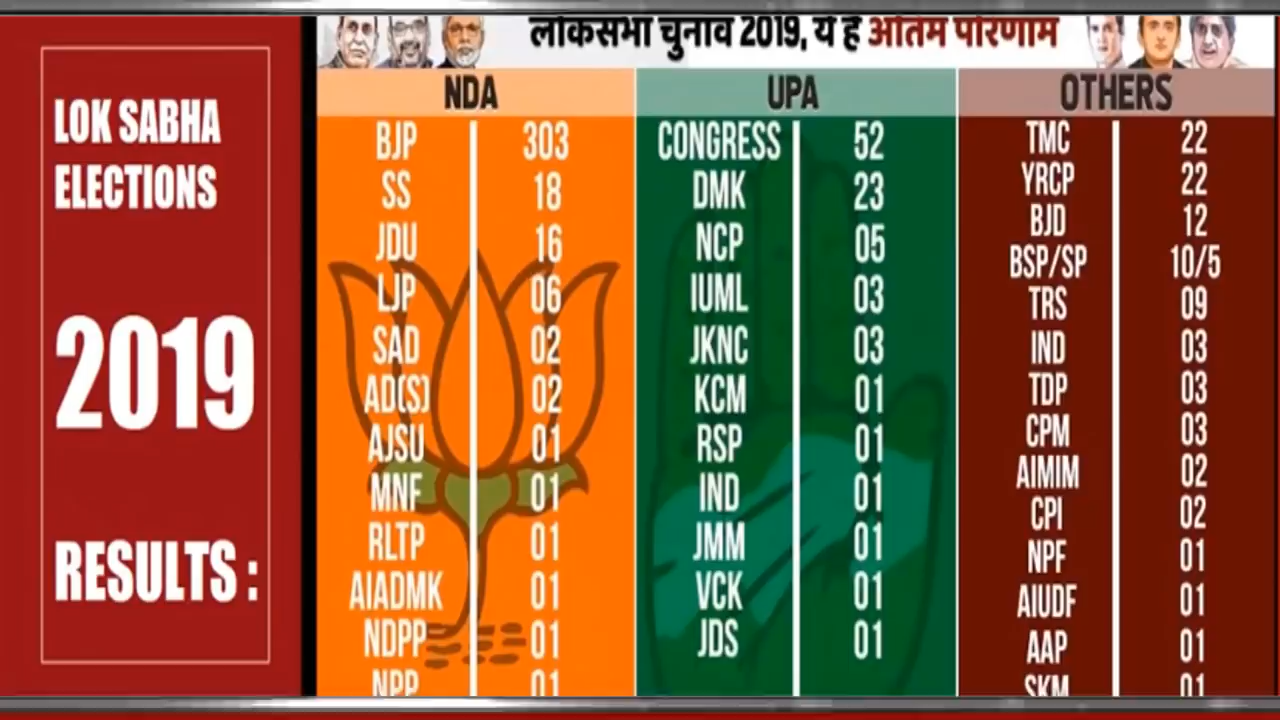 LOK SABHA
ELECTIONS
2019
RESULTS :
लोकसभा चुनाव 2019, ये है अंतिम परिणाम
NDA
BJP 303
SS 18
JDU 16
LJP 06
SAD 02
AD(S) 02
AJSU 01
MNF 01
RLTP 01
AIADMK 01
NDPP 01
NPP 01
UPA
CONGRESS 52
DMK 23
NCP 05
IUML 03
JKNC 03
KCM 01
RSP 01
IND 01
JMM 01
VCK 01
JDS 01
OTHERS
TMC 22
YRCP 22
BJD 12
BSP/SP 10/5
TRS 09
IND 03
TDP 03
CPM 03
AIMIM 02
CPI 02
NPF 01
AIUDF 01
AAP 01
SKM 01